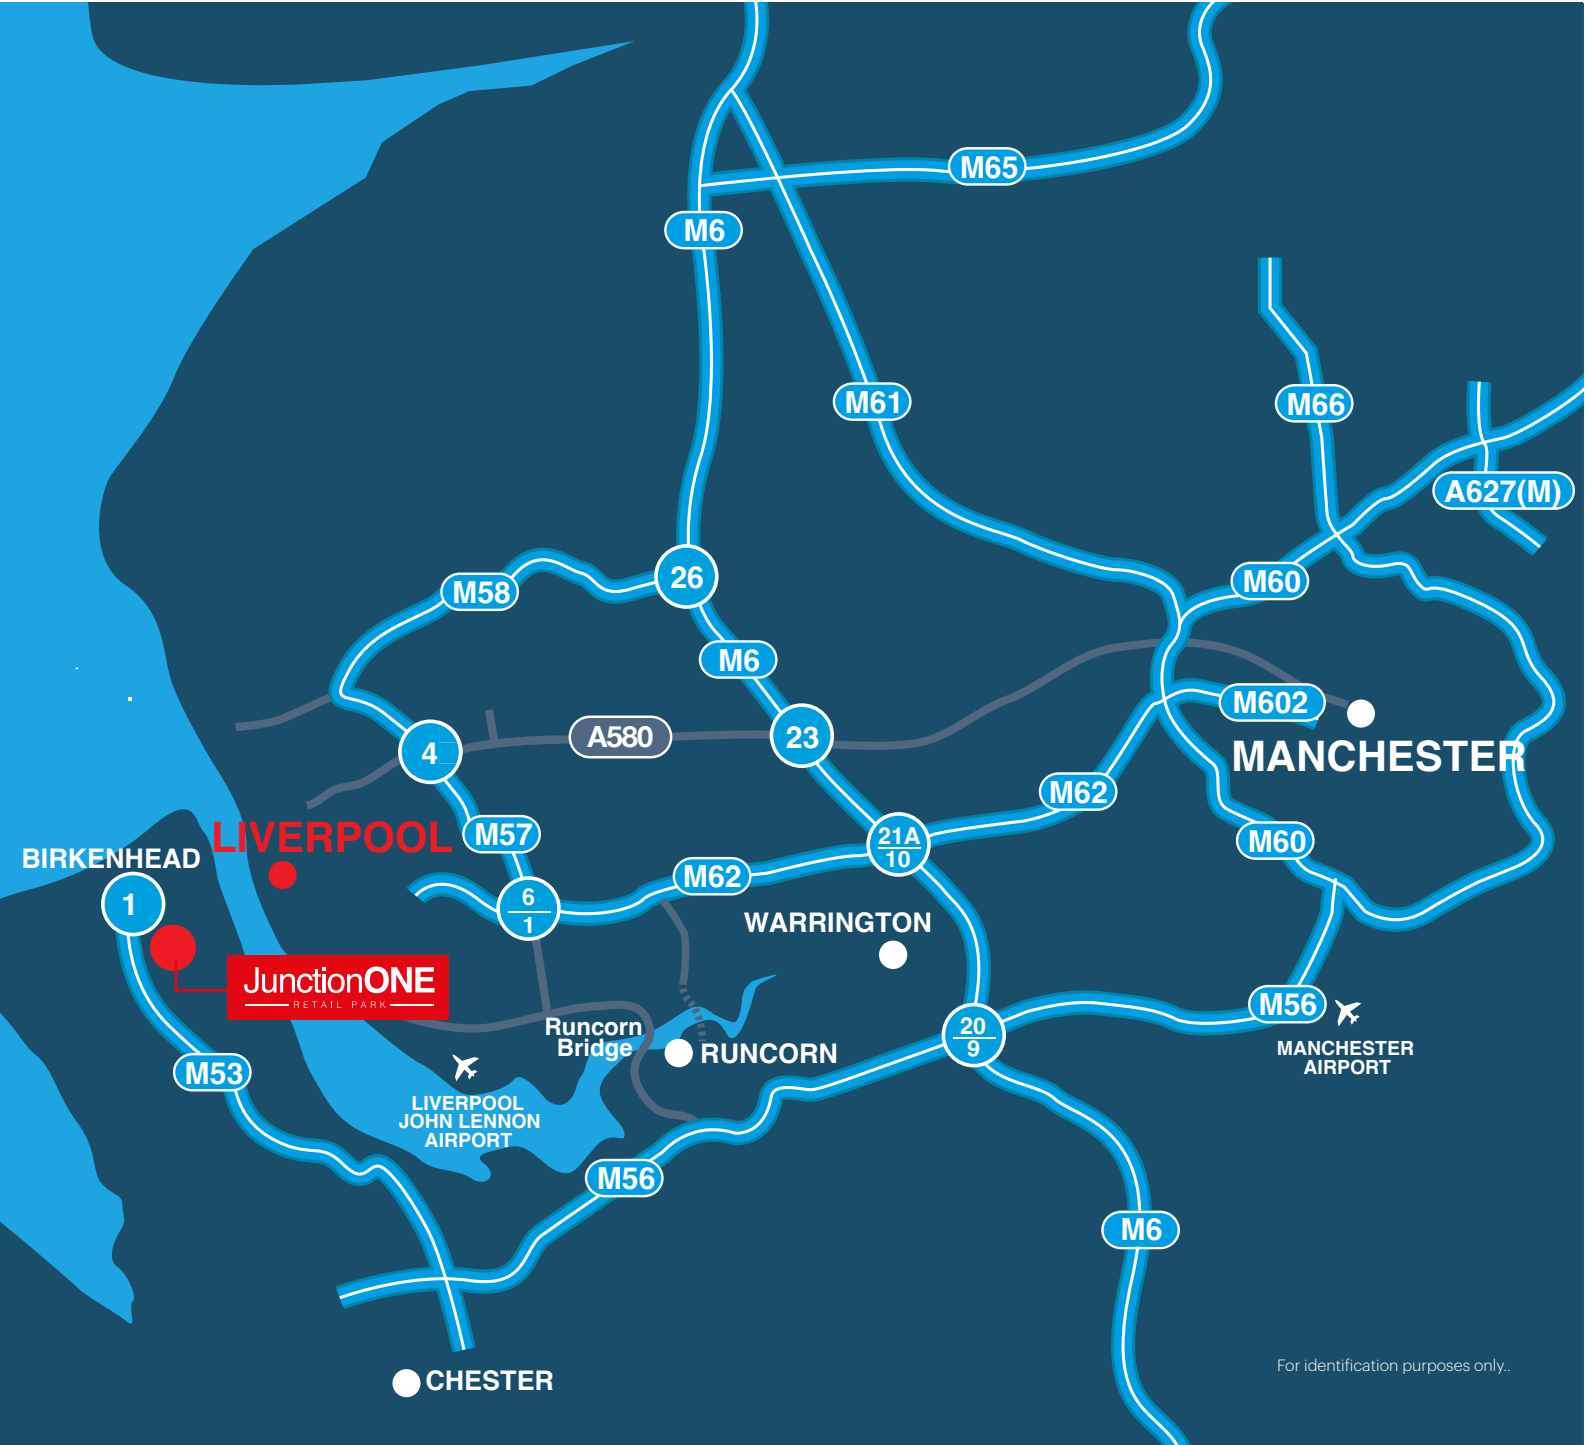 M65
M6
M61
M66
A627(M)
26
M58
M60
M6
M602
A580
23
4
MANCHESTER
M62
LIVERPOOL
M57
21A
10
M60
BIRKENHEAD
M62
1
6
1
WARRINGTON
JunctionONE
RETAIL PARK
M56
Runcorn
Bridge
RUNCORN
20
9
MANCHESTER
AIRPORT
M53
LIVERPOOL
JOHN LENNON
AIRPORT
M56
M6
For identification purposes only..
CHESTER